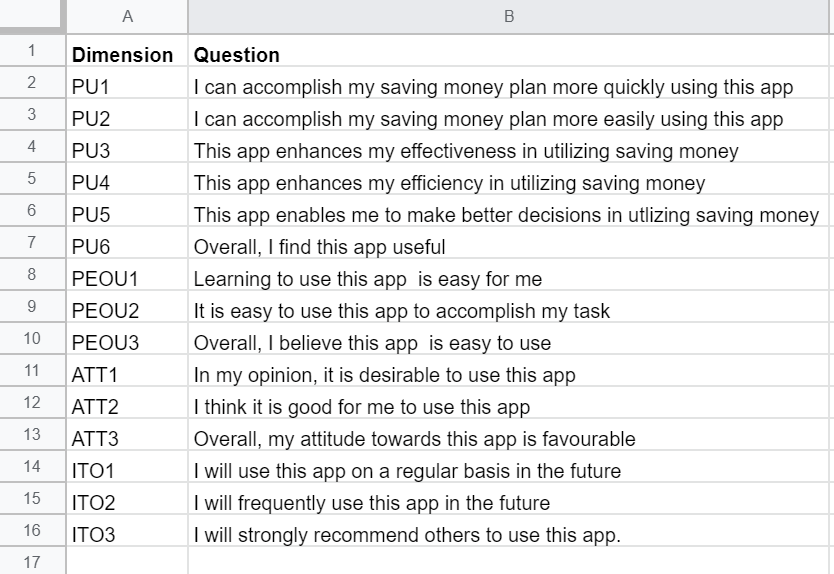 A B
1 Dimension Question
2 PU1 I can accomplish my saving money plan more quickly using this app
3 PU2 I can accomplish my saving money plan more easily using this app
4 PU3 This app enhances my effectiveness in utilizing saving money
5 PU4 This app enhances my efficiency in utilizing saving money
6 PU5 This app enables me to make better decisions in utlizing saving money
7 PU6 Overall, I find this app useful
8 PEOU1 Learning to use this app  is easy for me
9 PEOU2 It is easy to use this app to accomplish my task
10 PEOU3 Overall, I believe this app  is easy to use
11 ATT1 In my opinion, it is desirable to use this app
12 ATT2 I think it is good for me to use this app
13 ATT3 Overall, my attitude towards this app is favourable
14 ITO1 I will use this app on a regular basis in the future
15 ITO2 I will frequently use this app in the future
16 ITO3 I will strongly recommend others to use this app.
17